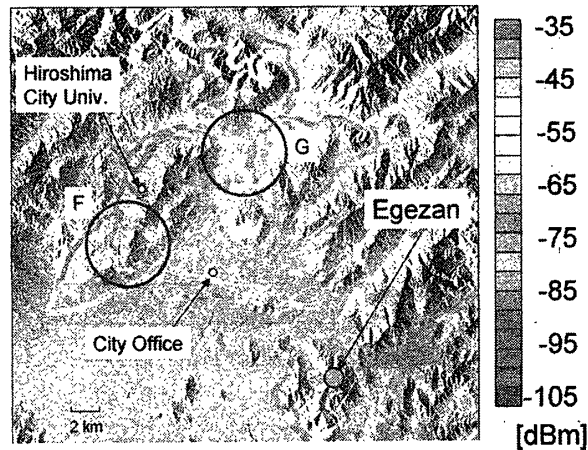 Hiroshima
City Univ.
G
F
Egezan
City Office
2 km
-35
-45
-55
-65
-75
-85
-95
-105
[dBm]